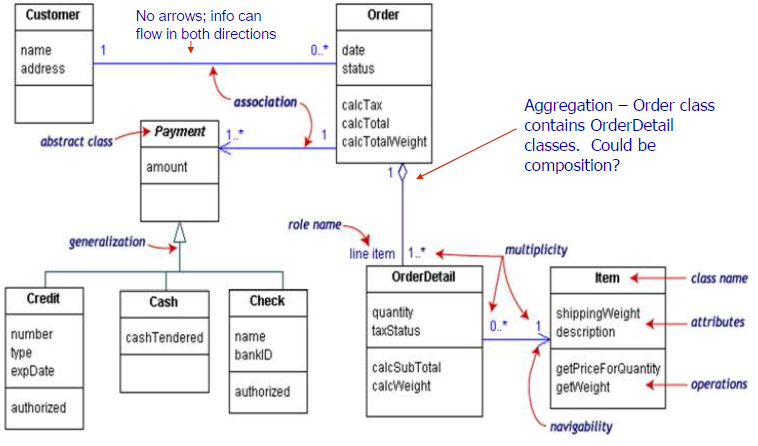 Customer
name
address
1
No arrows; info can
flow in both directions
0..*
Order
date
status
calcTax
calcTotal
calcTotalWeight
association
abstract class
Payment
amount
1..*
1
Aggregation – Order class
contains OrderDetail
classes.  Could be
composition?
1
generalization
role name
line item
1..*
multiplicity
Credit
number
type
expDate
authorized
Cash
cashTendered
Check
name
bankID
authorized
OrderDetail
quantity
taxStatus
calcSubTotal
calcWeight
0..*
1
Item
shippingWeight
description
getPriceForQuantity
getWeight
class name
attributes
operations
navigability